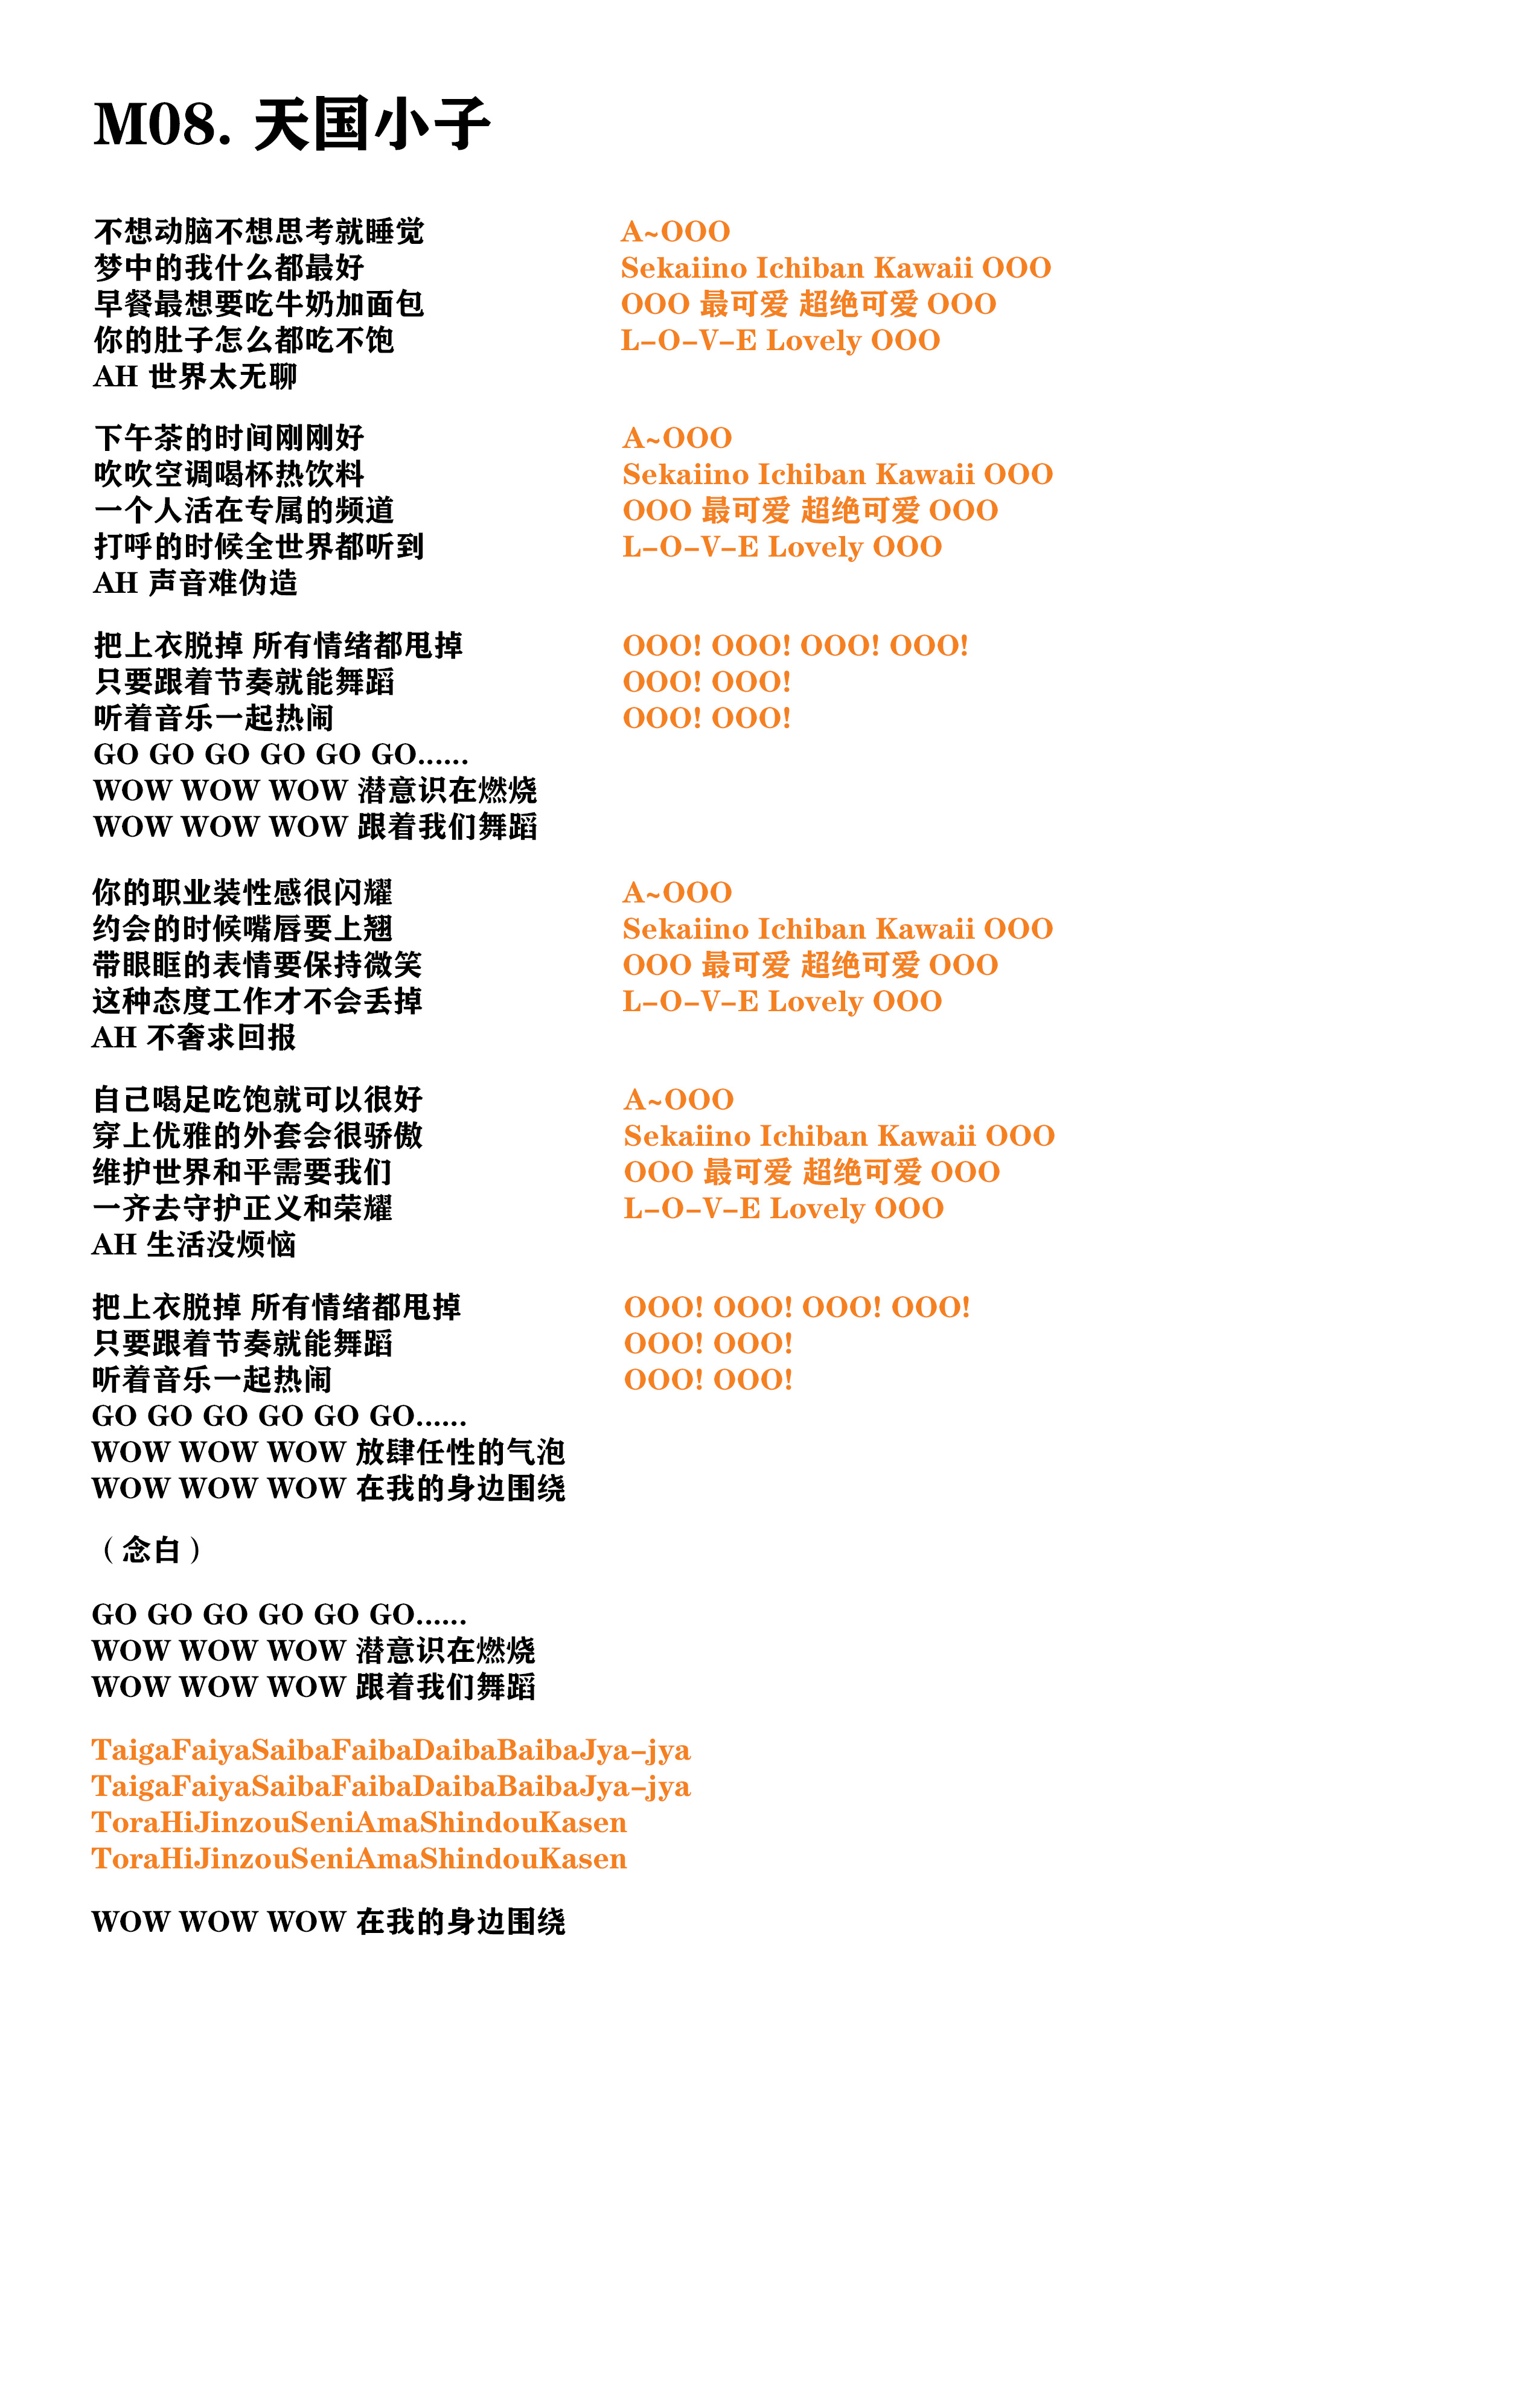 M08. 天国小子
不想动脑不想思考就睡觉 A~OOO
梦中的我什么都最好 Sekaiino Ichiban Kawaii OOO
早餐最想要吃牛奶加面包 OOO 最可爱 超绝可爱 OOO
你的肚子怎么都吃不饱 L-O-V-E Lovely OOO
AH 世界太无聊
下午茶的时间刚刚好 A~OOO
吹吹空调喝杯热饮料 Sekaiino Ichiban Kawaii OOO
一个人活在专属的频道 OOO 最可爱 超绝可爱 OOO
打呼的时候全世界都听到 L-O-V-E Lovely OOO
AH 声音难伪造
把上衣脱掉 所有情绪都甩掉 OOO! OOO! OOO! OOO!
只要跟着节奏就能舞蹈 OOO! OOO!
听着音乐一起热闹 OOO! OOO!
GO GO GO GO GO GO......
WOW WOW WOW 潜意识在燃烧
WOW WOW WOW 跟着我们舞蹈
你的职业装性感很闪耀 A~OOO
约会的时候嘴唇要上翘 Sekaiino Ichiban Kawaii OOO
带眼眶的表情要保持微笑 OOO 最可爱 超绝可爱 OOO
这种态度工作才不会丢掉 L-O-V-E Lovely OOO
AH 不奢求回报
自己喝足吃饱就可以很好 A~OOO
穿上优雅的外套会很骄傲 Sekaiino Ichiban Kawaii OOO
维护世界和平需要我们 OOO 最可爱 超绝可爱 OOO
一齐去守护正义和荣耀 L-O-V-E Lovely OOO
AH 生活没烦恼
把上衣脱掉 所有情绪都甩掉 OOO! OOO! OOO! OOO!
只要跟着节奏就能舞蹈 OOO! OOO!
听着音乐一起热闹 OOO! OOO!
GO GO GO GO GO GO......
WOW WOW WOW 放肆任性的气泡
WOW WOW WOW 在我的身边围绕
（念白）
GO GO GO GO GO GO......
WOW WOW WOW 潜意识在燃烧
WOW WOW WOW 跟着我们舞蹈
TaigaFaiyaSaibaFaibaDaibaBaibaJya-jya
TaigaFaiyaSaibaFaibaDaibaBaibaJya-jya
ToraHiJinzouSeniAmaShindouKasen
ToraHiJinzouSeniAmaShindouKasen
WOW WOW WOW 在我的身边围绕